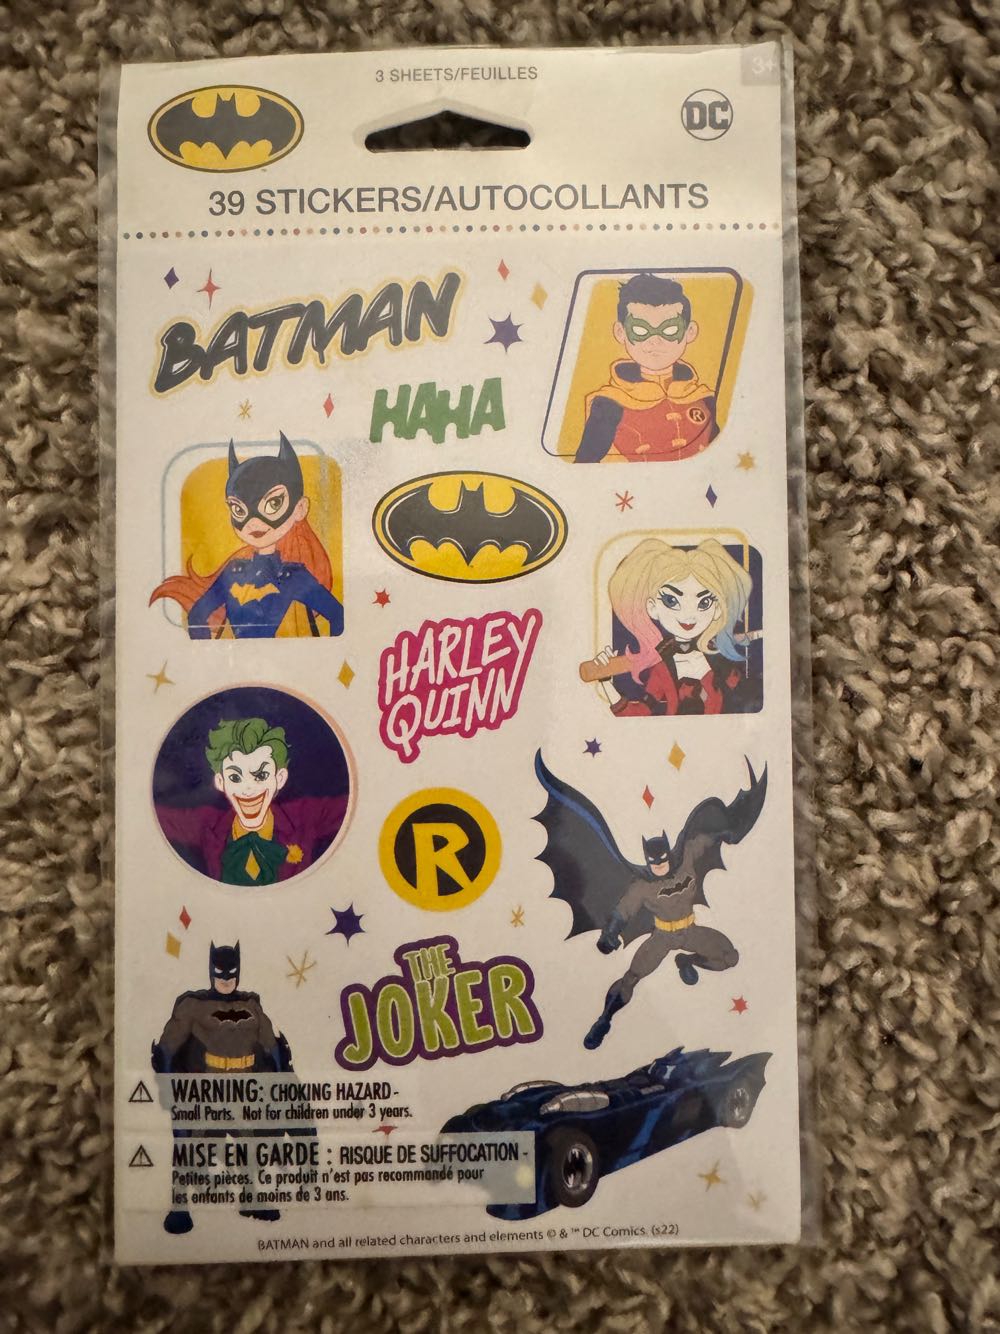 3 SHEETS/FEUILLES
3+
DC
39 STICKERS/AUTOCOLLANTS
BATMAN
HAHA
R
HARLEY
QUINN
R
THE
JOKER
WARNING: CHOKING HAZARD -
Small Parts. Not for children under 3 years.
MISE EN GARDE : RISQUE DE SUFFOCATION -
Petites pièces. Ce produit n'est pas recommandé pour
les enfants de moins de 3 ans.
BATMAN and all related characters and elements © & ™ DC Comics. (s22)